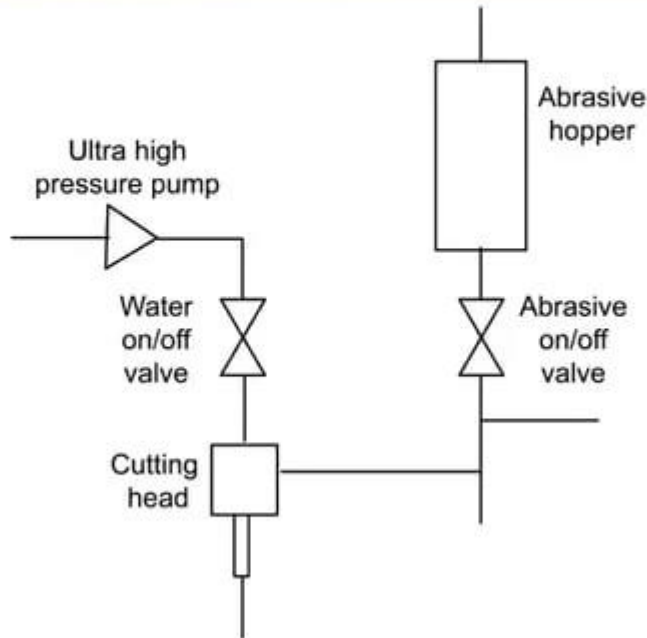 Abrasive
hopper
Ultra high
pressure pump
Water
on/off
valve
Abrasive
on/off
valve
Cutting
head